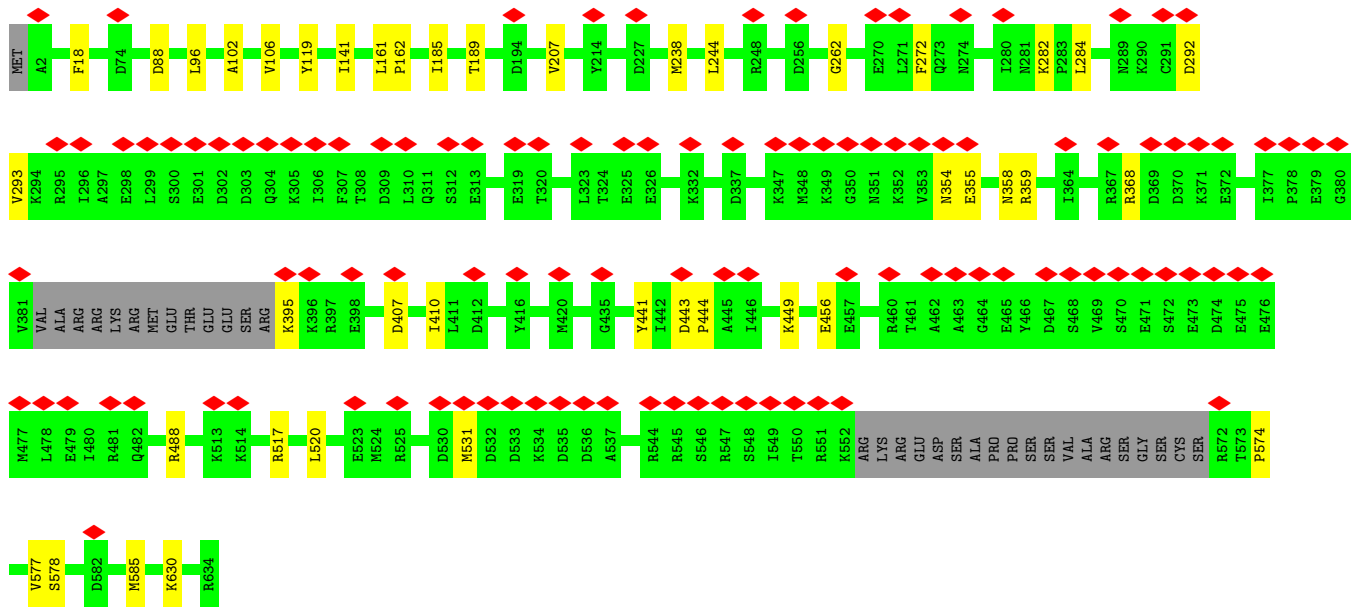 MET A2 F18 D74 D88 L96 A102 V106 Y119 I141 L161 P162 I185 T189 D194 V207 Y214 D227 M238 L244 R248 D256 G262 E270 L271 F272 Q273 N274 I280 N281 K282 P283 L284 N289 K290 C291 D292
V293 K294 R295 I296 A297 E298 L299 S300 E301 D302 D303 Q304 K305 I306 F307 T308 D309 L310 Q311 S312 E313 E319 T320 L323 T324 E325 E326 K332 D337 K347 M348 K349 G350 N351 K352 V353 N354 E355 N358 R359 I364 R367 R368 D369 D370 K371 E372 I377 P378 E379 G380
V381 VAL ALA ARG ARG LYS ARG MET GLU THR GLU GLU SER ARG K395 K396 R397 E398 D407 I410 L411 D412 Y416 M420 G435 Y441 I442 D443 P444 A445 I446 K449 E456 E457 R460 T461 A462 A463 G464 E465 Y466 D467 S468 V469 S470 E471 S472 E473 D474 E475 E476
M477 L478 E479 I480 R481 Q482 R488 K513 K514 R517 L520 E523 M524 R525 D530 M531 D532 D533 K534 D535 D536 A537 R544 R545 S546 R547 S548 I549 T550 R551 K552 ARG LYS ARG GLU ASP SER ALA PRO PRO SER SER VAL ALA ARG SER GLY SER CYS SER R572 T573 P574
V577 S578 D582 M585 K630 R634